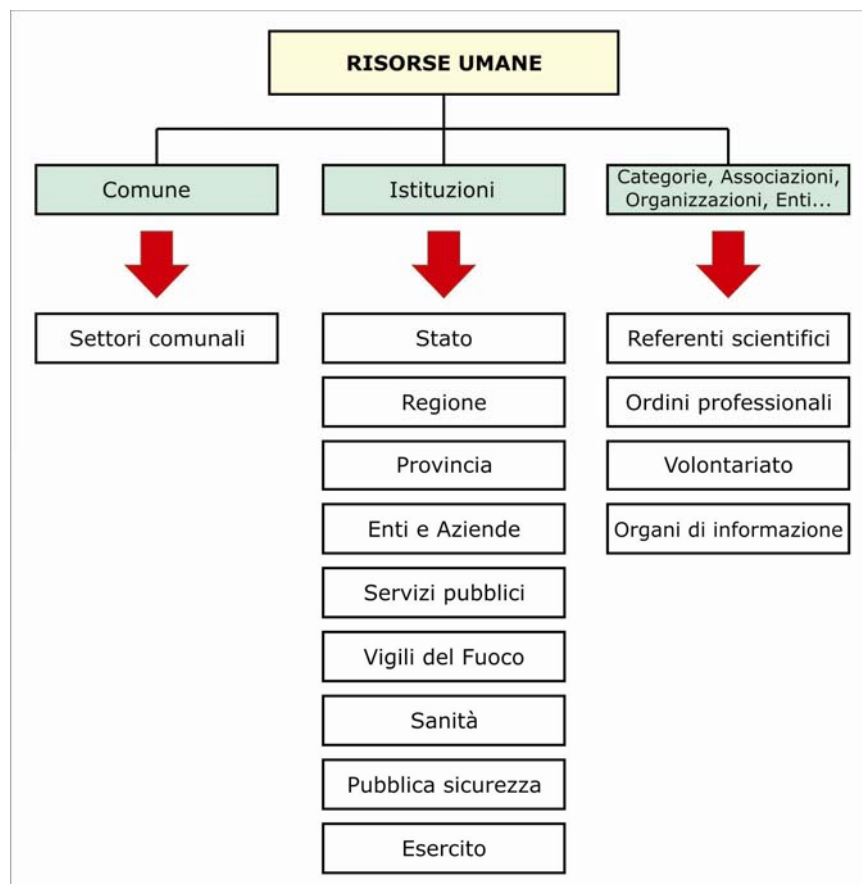 RISORSE UMANE
Comune
Istituzioni
Categorie, Associazioni,
Organizzazioni, Enti...
Settori comunali
Stato
Regione
Provincia
Enti e Aziende
Servizi pubblici
Vigili del Fuoco
Sanità
Pubblica sicurezza
Esercito
Referenti scientifici
Ordini professionali
Volontariato
Organi di informazione